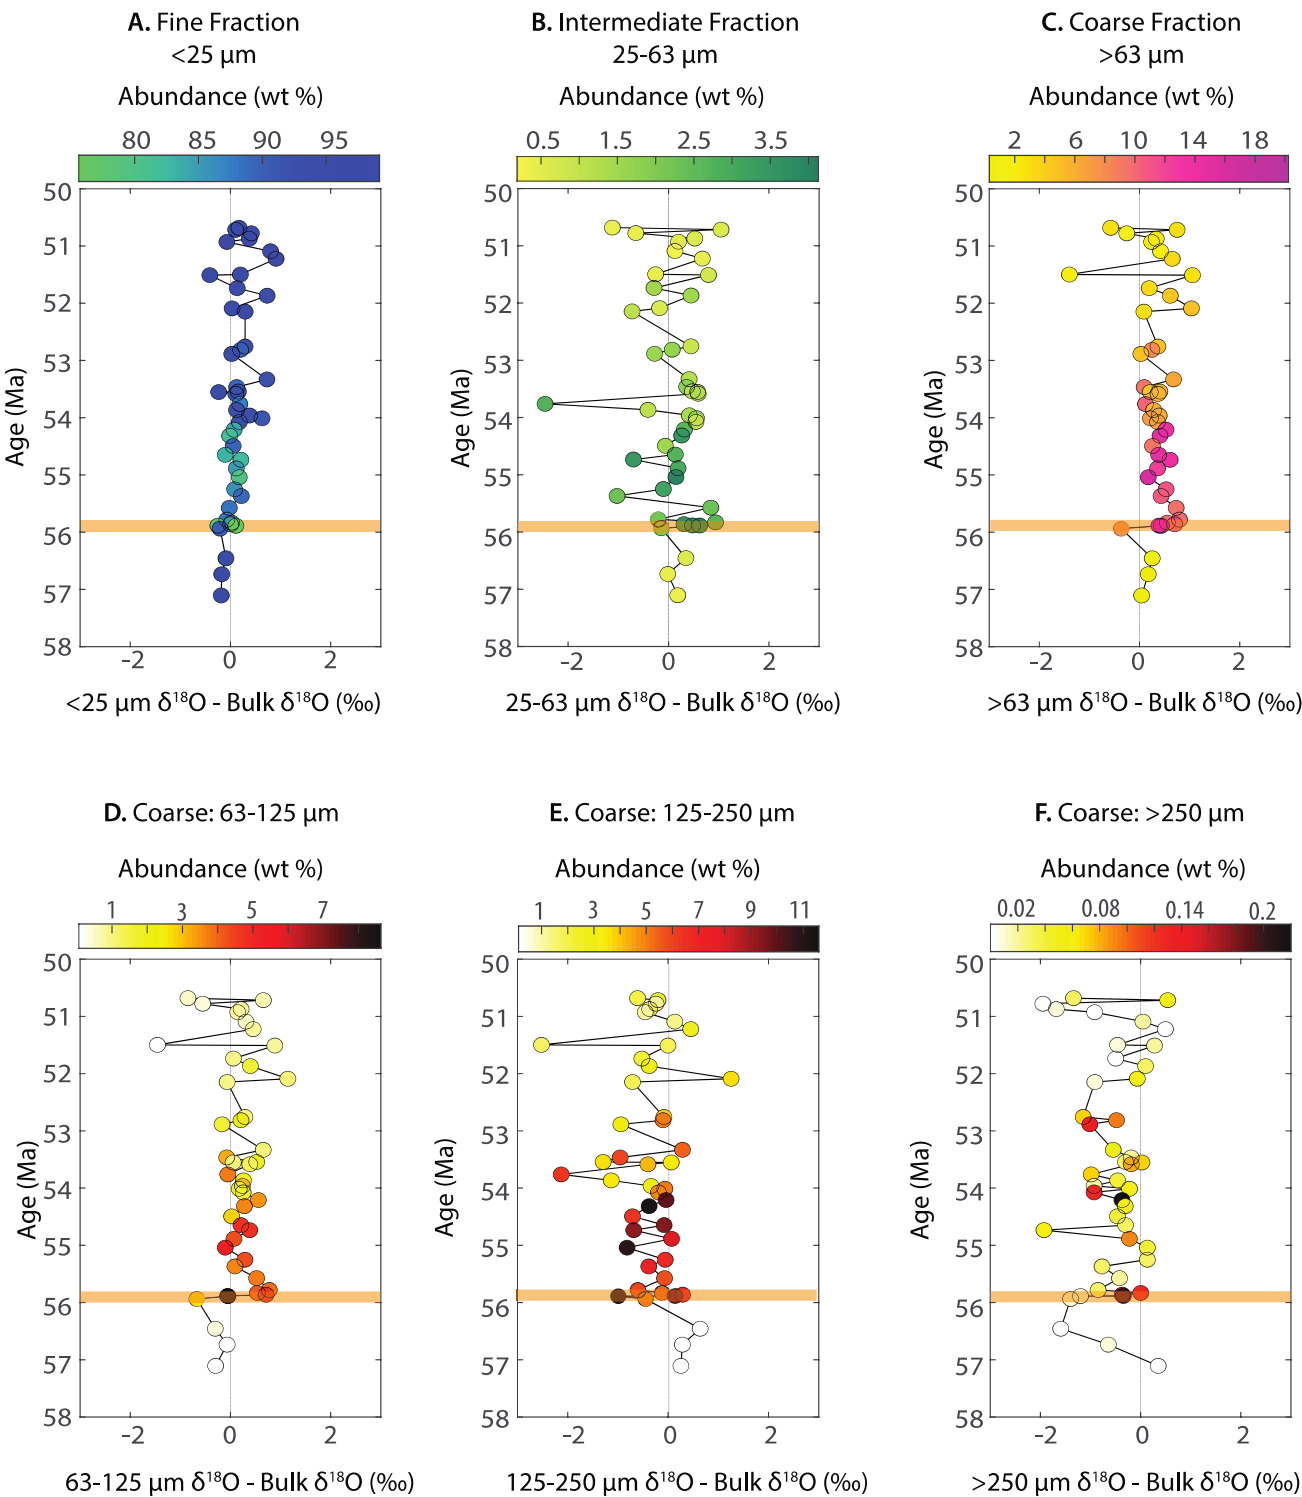 A. Fine Fraction
<25 µm
Abundance (wt %)
80 85 90 95
50
51
52
53
54
55
56
57
58
Age (Ma)
-2 0 2
<25 µm δ¹⁸O - Bulk δ¹⁸O (‰)
B. Intermediate Fraction
25-63 µm
Abundance (wt %)
0.5 1.5 2.5 3.5
50
51
52
53
54
55
56
57
58
Age (Ma)
-2 0 2
25-63 µm δ¹⁸O - Bulk δ¹⁸O (‰)
C. Coarse Fraction
>63 µm
Abundance (wt %)
2 6 10 14 18
50
51
52
53
54
55
56
57
58
Age (Ma)
-2 0 2
>63 µm δ¹⁸O - Bulk δ¹⁸O (‰)
D. Coarse: 63-125 µm
Abundance (wt %)
1 3 5 7
50
51
52
53
54
55
56
57
58
Age (Ma)
-2 0 2
63-125 µm δ¹⁸O - Bulk δ¹⁸O (‰)
E. Coarse: 125-250 µm
Abundance (wt %)
1 3 5 7 9 11
50
51
52
53
54
55
56
57
58
Age (Ma)
-2 0 2
125-250 µm δ¹⁸O - Bulk δ¹⁸O (‰)
F. Coarse: >250 µm
Abundance (wt %)
0.02 0.08 0.14 0.2
50
51
52
53
54
55
56
57
58
Age (Ma)
-2 0 2
>250 µm δ¹⁸O - Bulk δ¹⁸O (‰)